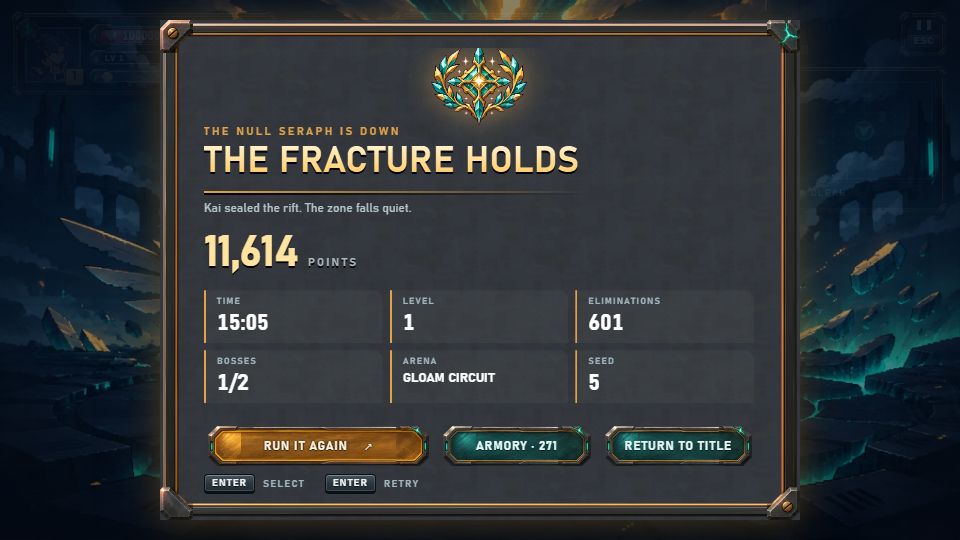 THE NULL SERAPH IS DOWN
THE FRACTURE HOLDS
Kai sealed the rift. The zone falls quiet.
11,614 POINTS
TIME
15:05
LEVEL
1
ELIMINATIONS
601
BOSSES
1/2
ARENA
GLOAM CIRCUIT
SEED
5
RUN IT AGAIN ↗
ARMORY · 271
RETURN TO TITLE
ENTER SELECT ENTER RETRY
ESC